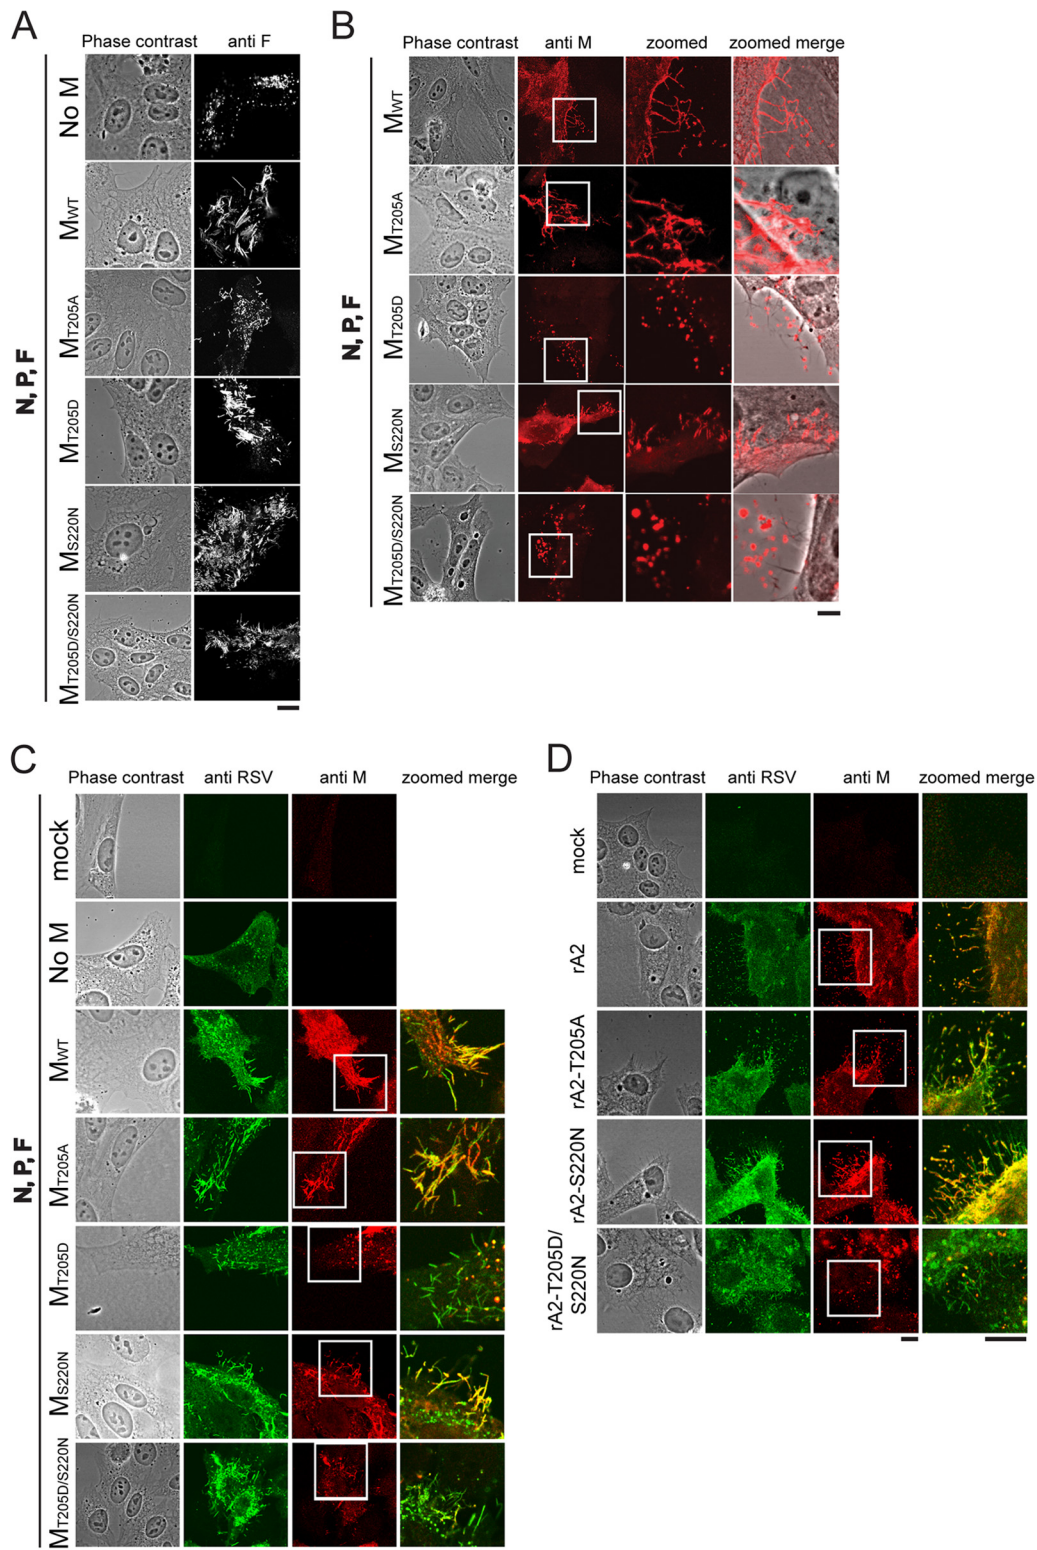 A
Phase contrast anti F
No M
MWT
MT205A
MT205D
MS220N
MT205D/S220N
N, P, F
B
Phase contrast anti M zoomed zoomed merge
MWT
MT205A
MT205D
MS220N
MT205D/S220N
N, P, F
C
Phase contrast anti RSV anti M zoomed merge
mock
No M
MWT
MT205A
MT205D
MS220N
MT205D/S220N
N, P, F
D
Phase contrast anti RSV anti M zoomed merge
mock
rA2
rA2-T205A
rA2-S220N
rA2-T205D/
S220N